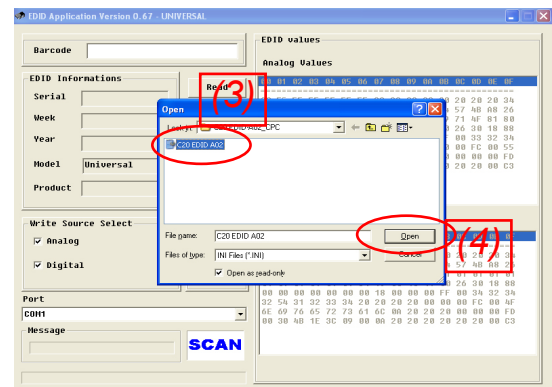 EDID Application Version 0.67 - UNIVERSAL
Barcode
EDID values
Analog Values
EDID Informations
Serial
Week
Year
Model Universal
Product
Read
(3)
00 01 02 03 04 05 06 07 08 09 0A 0B 0C 0D 0E 0F
Open
C20 EDID A02
File name: C20 EDID A02
Open
Files of type: INI Files (*.INI)
Cancel
Open as read-only
(4)
Write Source Select
Analog
Digital
Port
COM1
Message
SCAN
00 00 00 00 00 00 18 00 00 00 FF 00 34 32 34
32 54 31 32 33 34 20 20 20 20 00 00 00 FC 00 4F
6E 69 76 65 72 73 61 6C 0A 20 20 20 00 00 00 FD
00 30 4B 1E 3C 09 00 0A 20 20 20 20 20 20 00 C3